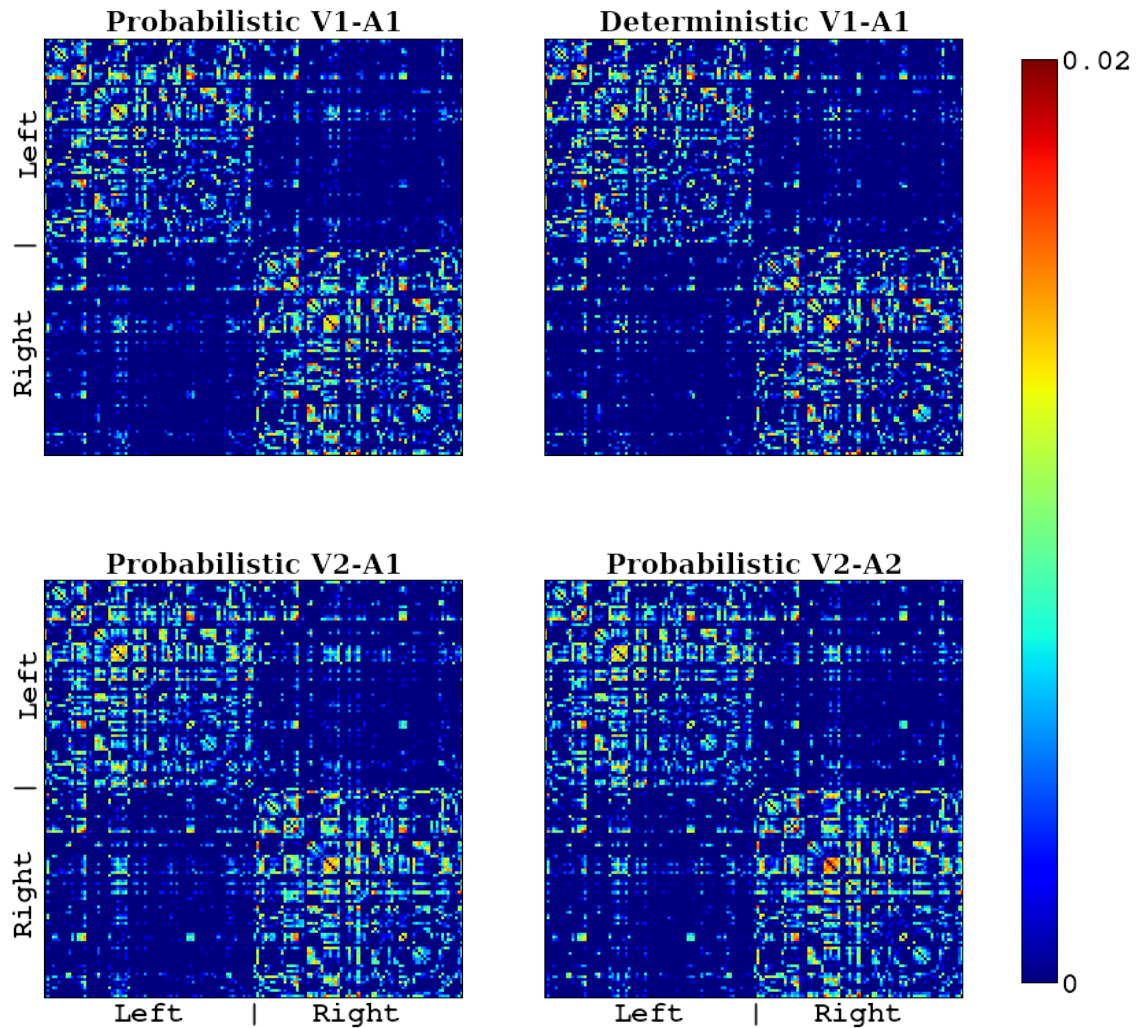 Probabilistic V1-A1
Deterministic V1-A1
0.02
Left
|
Right
Probabilistic V2-A1
Probabilistic V2-A2
Left
|
Right
0
Left | Right
Left | Right